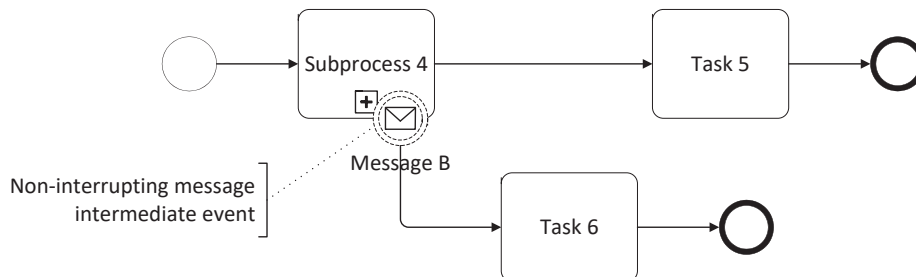 Subprocess 4
Task 5
Message B
Non-interrupting message
intermediate event
Task 6